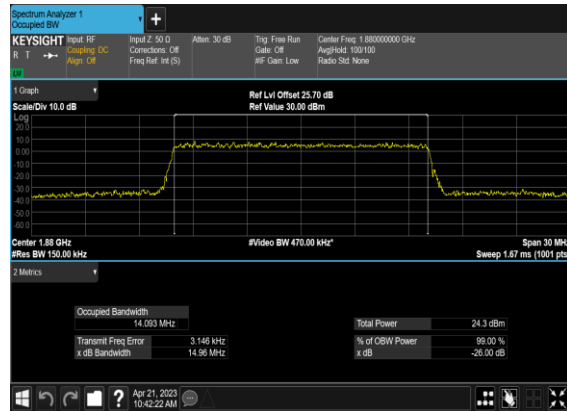 Spectrum Analyzer 1
Occupied BW
+
KEYSIGHT Input: RF Input Z: 50 Ω Atten: 30 dB Trig: Free Run Center Freq: 1.880000000 GHz
R T Coupling: DC Corrections: Off Gate: Off Avg|Hold: 100/100
Align: Off Freq Ref: Int (S) #IF Gain: Low Radio Std: None
LW
1 Graph Ref Lvl Offset 25.70 dB
Scale/Div 10.0 dB Ref Value 30.00 dBm
Log
20.0
10.0
0.00
-10.0
-20.0
-30.0
-40.0
-50.0
-60.0
Center 1.88 GHz #Video BW 470.00 kHz* Span 30 MHz
#Res BW 150.00 kHz Sweep 1.67 ms (1001 pts)
2 Metrics
Occupied Bandwidth
14.093 MHz Total Power 24.3 dBm
Transmit Freq Error 3.146 kHz % of OBW Power 99.00 %
x dB Bandwidth 14.96 MHz x dB -26.00 dB
? Apr 21, 2023
10:42:22 AM